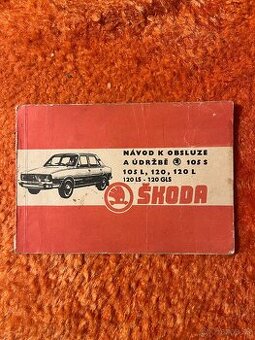 NÁVOD K OBSLUZE
A ÚDRŽBĚ 105 S
105 L, 120, 120 L
120 LS - 120 GLS
ŠKODA